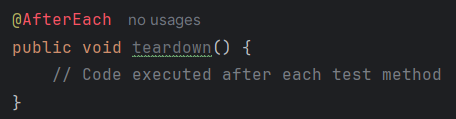 @AfterEach no usages
public void teardown() {
    // Code executed after each test method
}